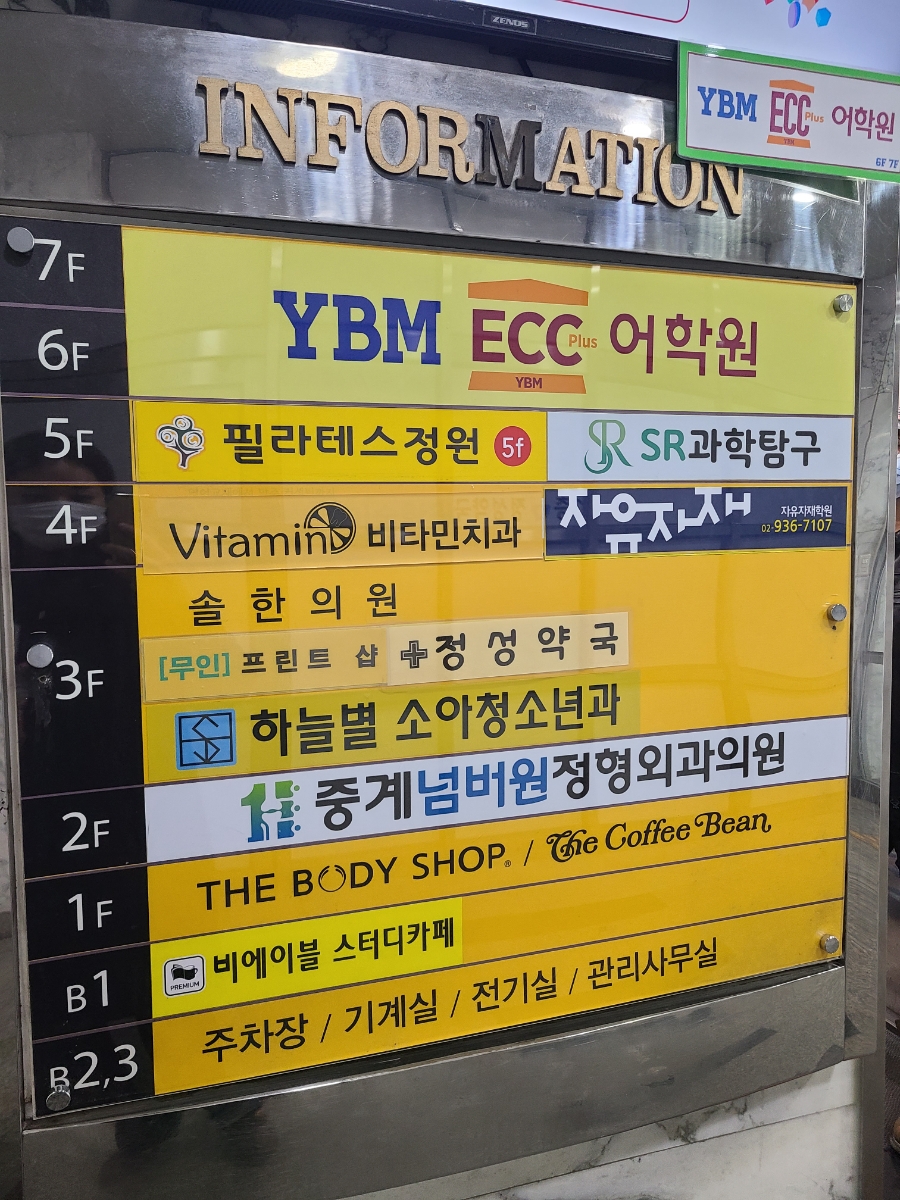 ZENOS
YBM ECC Plus 어학원
YBM
6F 7F
INFORMATION
7F
6F
YBM ECC Plus 어학원
YBM
5F 필라테스정원 5f SR SR과학탐구
4F Vitamin 비타민치과 자유자재 자유자재학원
02-936-7107
3F
솔한의원
[무인] 프린트 샵 정성약국
하늘별 소아청소년과
2F 중계넘버원정형외과의원
1F THE BODY SHOP® / The Coffee Bean
B1 PREMIUM 비에이블 스터디카페
B2,3 주차장 / 기계실 / 전기실 / 관리사무실